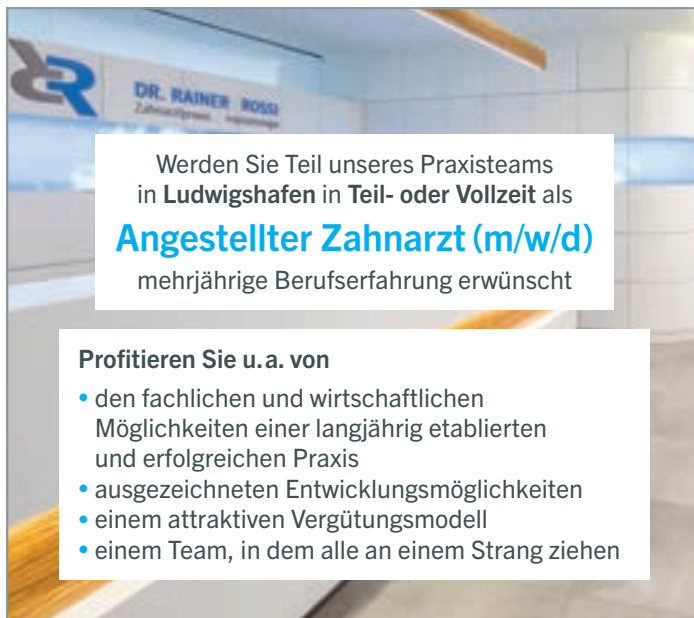 DR. RAINER ROSSI
Zahnarztpraxis
Werden Sie Teil unseres Praxisteams
in Ludwigshafen in Teil- oder Vollzeit als
Angestellter Zahnarzt (m/w/d)
mehrjährige Berufserfahrung erwünscht
Profitieren Sie u.a. von
• den fachlichen und wirtschaftlichen
Möglichkeiten einer langjährig etablierten
und erfolgreichen Praxis
• ausgezeichneten Entwicklungsmöglichkeiten
• einem attraktiven Vergütungsmodell
• einem Team, in dem alle an einem Strang ziehen